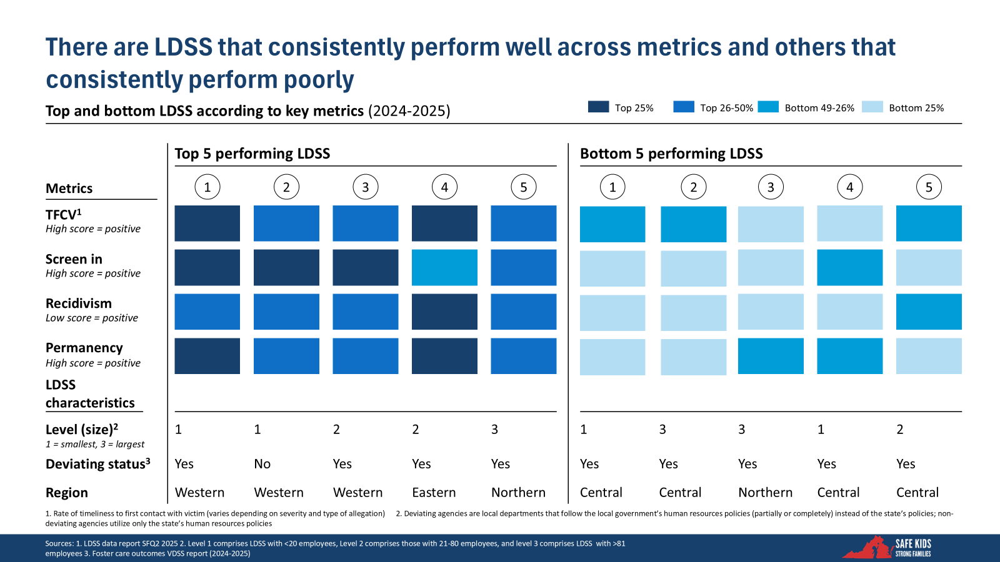 There are LDSS that consistently perform well across metrics and others that
consistently perform poorly
Top and bottom LDSS according to key metrics (2024-2025)
Top 25% Top 26-50% Bottom 49-26% Bottom 25%
Top 5 performing LDSS Bottom 5 performing LDSS
Metrics 1 2 3 4 5 1 2 3 4 5
TFCV¹
High score = positive
Screen in
High score = positive
Recidivism
Low score = positive
Permanency
High score = positive
LDSS
characteristics
Level (size)² 1 1 2 2 3 1 3 3 1 2
1 = smallest, 3 = largest
Deviating status³ Yes No Yes Yes Yes Yes Yes Yes Yes Yes
Region Western Western Western Eastern Northern Central Central Northern Central Central
1. Rate of timeliness to first contact with victim (varies depending on severity and type of allegation) 2. Deviating agencies are local departments that follow the local government's human resources policies (partially or completely) instead of the state's policies; non-
deviating agencies utilize only the state's human resources policies
Sources: 1. LDSS data report SFQ2 2025 2. Level 1 comprises LDSS with <20 employees, Level 2 comprises those with 21-80 employees, and level 3 comprises LDSS with >81
employees 3. Foster care outcomes VDSS report (2024-2025)
SAFE KIDS
STRONG FAMILIES